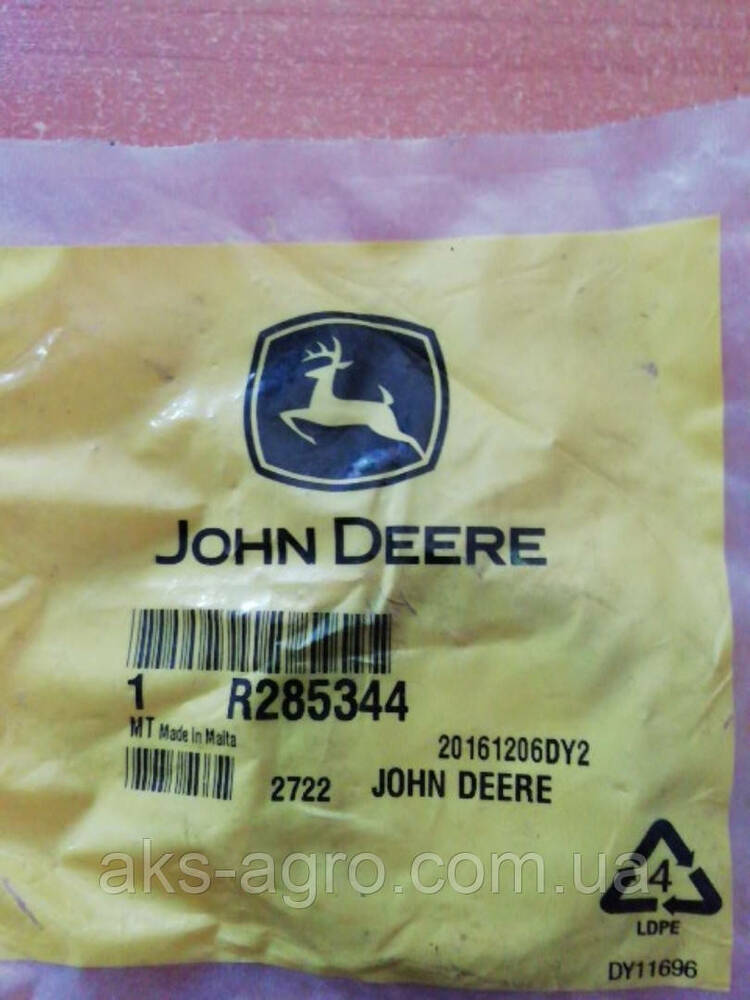 JOHN DEERE
1 R285344
MT Made In Malta
20161206DY2
2722 JOHN DEERE
aks-agro.com.ua
4
LDPE
DY11696